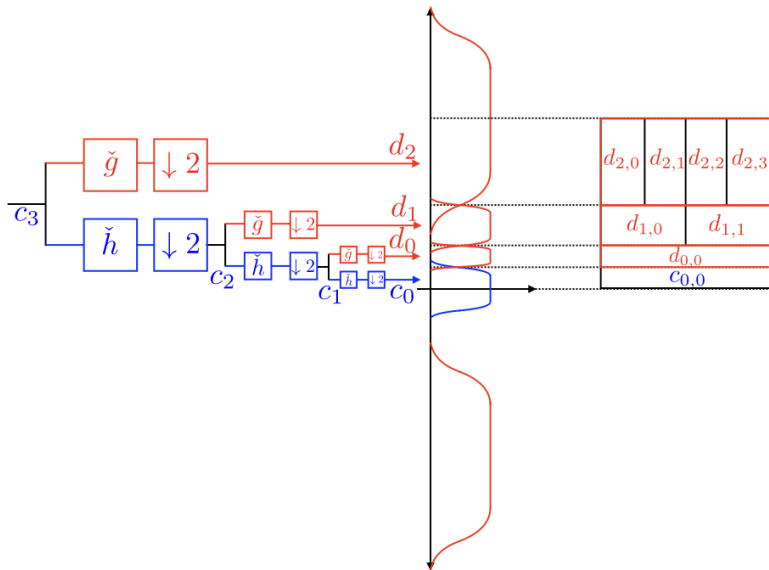 ǧ ↓ 2 d₂
c₃
ȟ ↓ 2
c₂
ǧ ↓ 2 d₁
ȟ ↓ 2
c₁
ǧ ↓ 2 d₀
ȟ ↓ 2 c₀
d₂,₀ d₂,₁ d₂,₂ d₂,₃
d₁,₀ d₁,₁
d₀,₀
c₀,₀